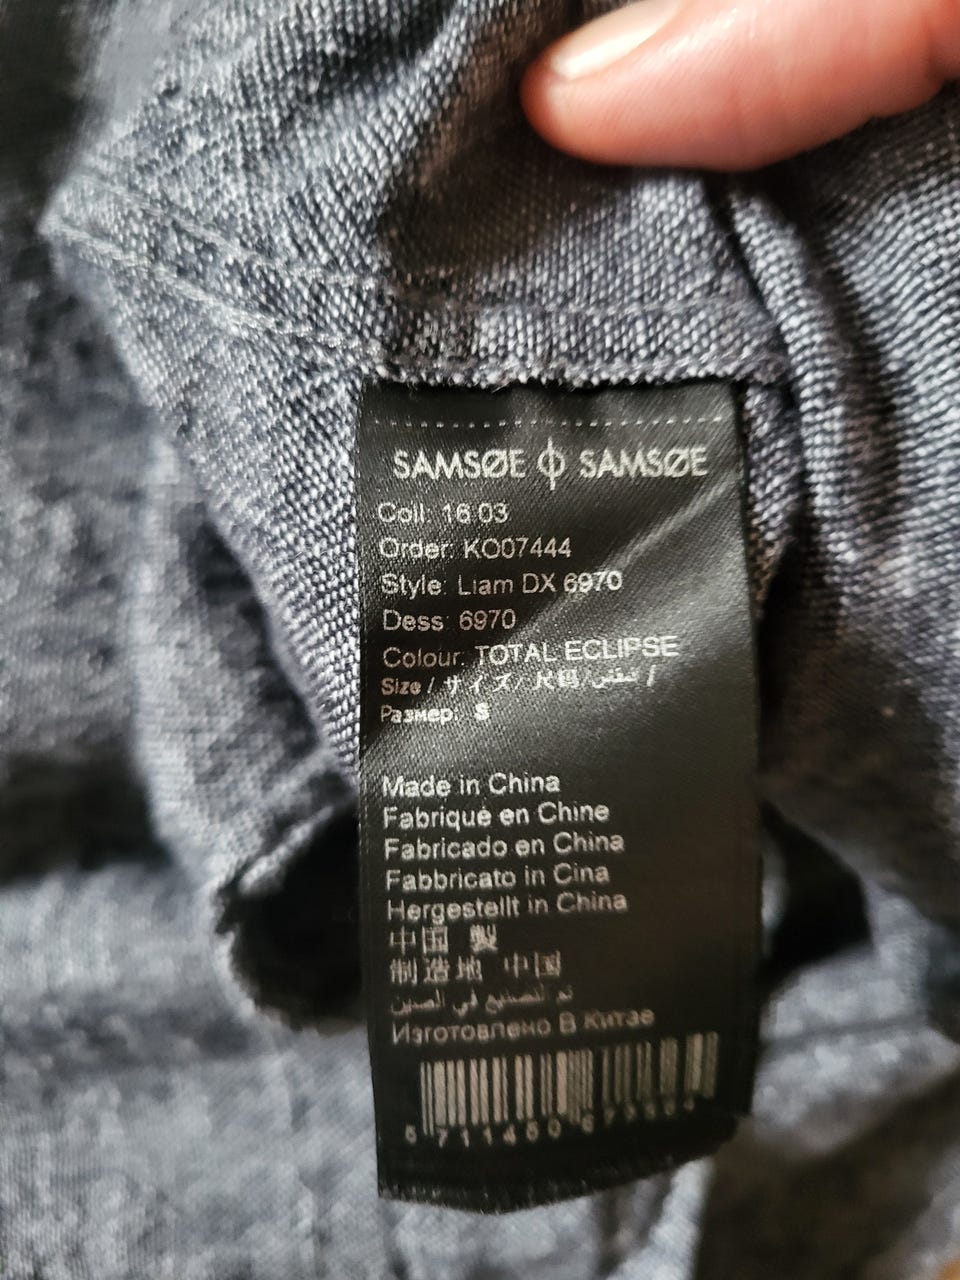 SAMSØE ϕ SAMSØE
Coll: 16 03
Order: KO07444
Style: Liam DX 6970
Dess: 6970
Colour: TOTAL ECLIPSE
Size / サイズ/ 尺码 /
Размер: S
Made in China
Fabriqué en Chine
Fabricado en China
Fabbricato in Cina
Hergestellt in China
中国 製
制造地 中国
تم التصنيع في الصين
Изготовлено В Китае